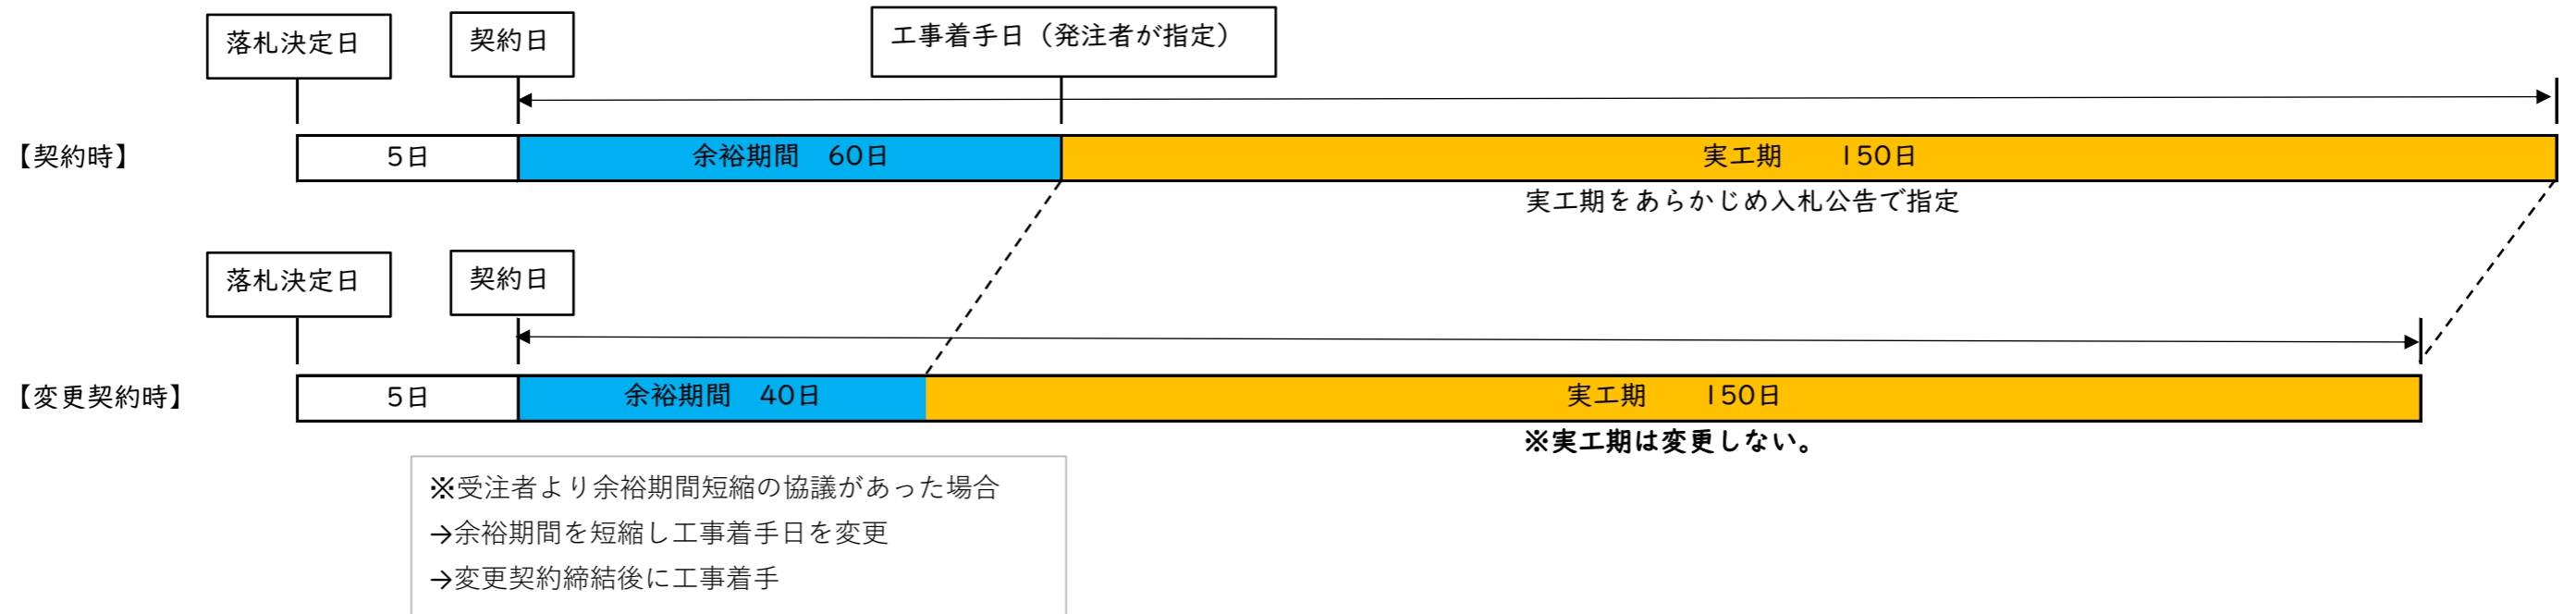 落札決定日
契約日
工事着手日（発注者が指定）
【契約時】
5日
余裕期間　60日
実工期　　150日
実工期をあらかじめ入札公告で指定
落札決定日
契約日
【変更契約時】
5日
余裕期間　40日
実工期　　150日
※実工期は変更しない。
※受注者より余裕期間短縮の協議があった場合
→余裕期間を短縮し工事着手日を変更
→変更契約締結後に工事着手